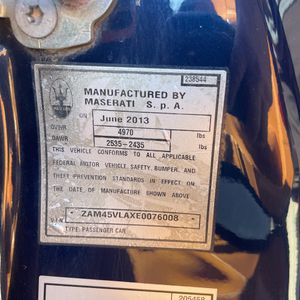 238544
MANUFACTURED BY
MASERATI S.p.A.
ON June 2013
GVWR 4970 lbs
GAWR 2535-2435 lbs
THE VEHICLE CONFORMS TO ALL APPLICABLE
FEDERAL MOTOR VEHICLE SAFETY, BUMPER, AND
THEFT PREVENTION STANDARDS IN EFFECT ON
THE DATE OF MANUFACTURE SHOWN ABOVE
V.I.N. ZAM45VLAXE0076008
TYPE: PASSENGER CAR
205458